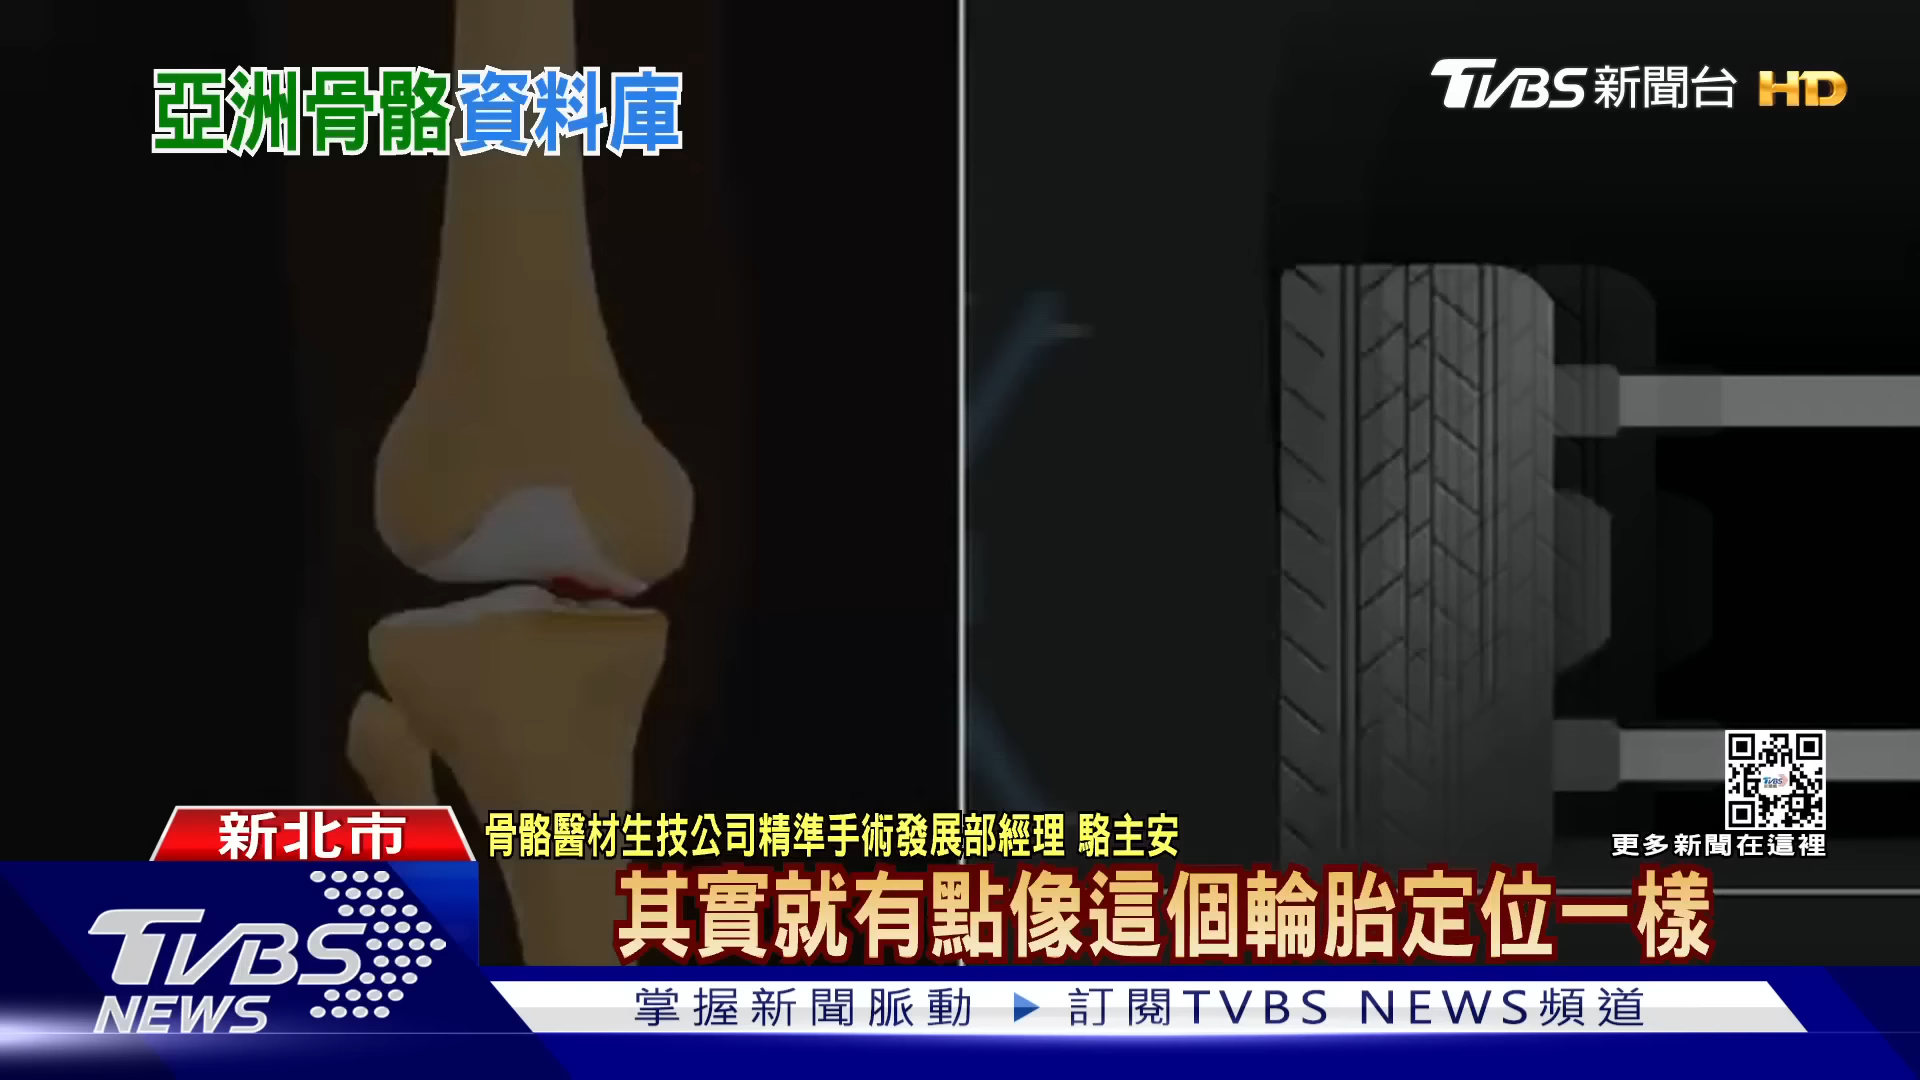 亞洲骨骼資料庫
TVBS新聞台 HD
TVBS
更多新聞在這裡
新北市
骨骼醫材生技公司精準手術發展部經理 駱主安
其實就有點像這個輪胎定位一樣
TVBS
NEWS
掌握新聞脈動 ▶ 訂閱TVBS NEWS頻道